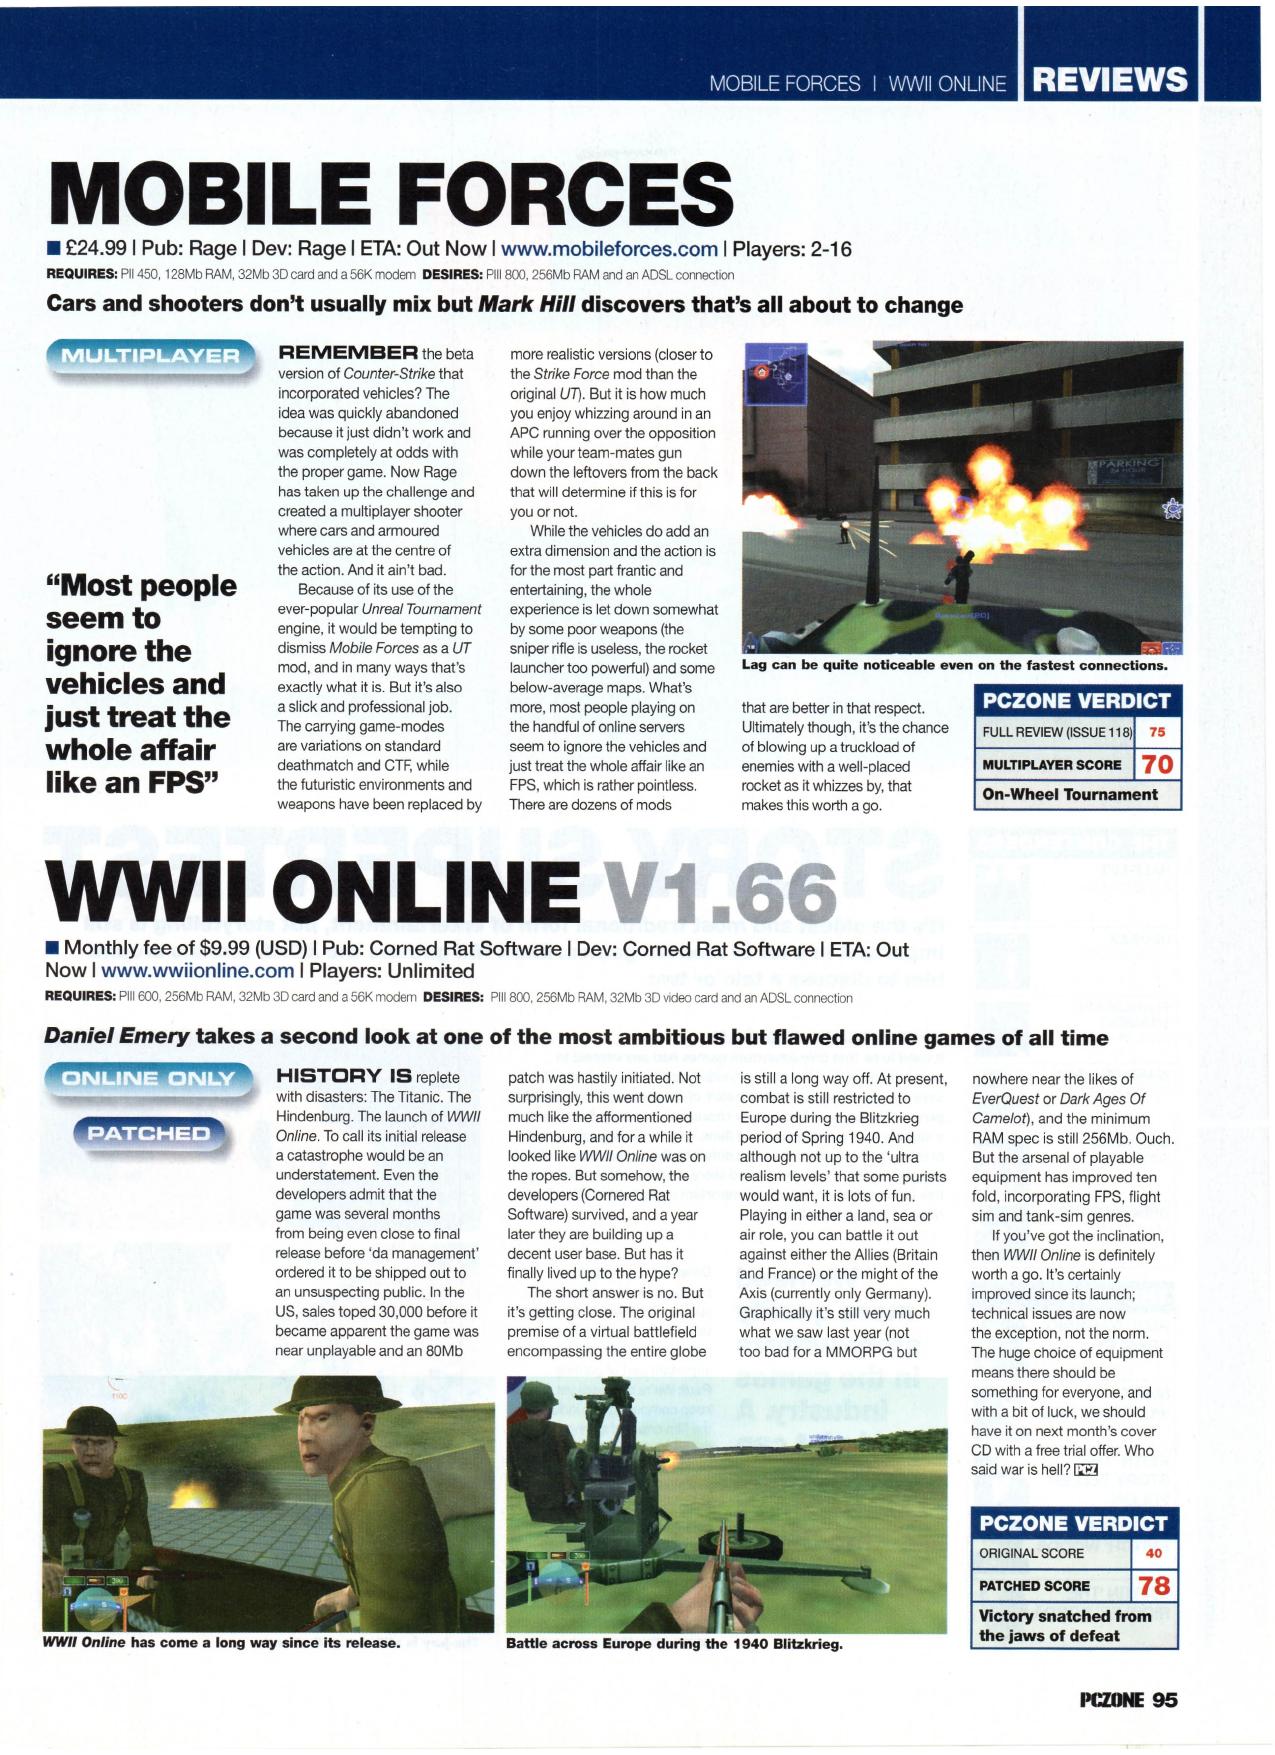 MOBILE FORCES | WWII ONLINE
REVIEWS
MOBILE FORCES
■ £24.99 | Pub: Rage | Dev: Rage | ETA: Out Now | www.mobileforces.com | Players: 2-16
REQUIRES: PII 450, 128Mb RAM, 32Mb 3D card and a 56K modem DESIRES: PIII 800, 256Mb RAM and an ADSL connection
Cars and shooters don't usually mix but Mark Hill discovers that's all about to change
MULTIPLAYER
"Most people
seem to
ignore the
vehicles and
just treat the
whole affair
like an FPS"
REMEMBER the beta
version of Counter-Strike that
incorporated vehicles? The
idea was quickly abandoned
because it just didn't work and
was completely at odds with
the proper game. Now Rage
has taken up the challenge and
created a multiplayer shooter
where cars and armoured
vehicles are at the centre of
the action. And it ain't bad.
Because of its use of the
ever-popular Unreal Tournament
engine, it would be tempting to
dismiss Mobile Forces as a UT
mod, and in many ways that's
exactly what it is. But it's also
a slick and professional job.
The carrying game-modes
are variations on standard
deathmatch and CTF, while
the futuristic environments and
weapons have been replaced by
more realistic versions (closer to
the Strike Force mod than the
original UT). But it is how much
you enjoy whizzing around in an
APC running over the opposition
while your team-mates gun
down the leftovers from the back
that will determine if this is for
you or not.
While the vehicles do add an
extra dimension and the action is
for the most part frantic and
entertaining, the whole
experience is let down somewhat
by some poor weapons (the
sniper rifle is useless, the rocket
launcher too powerful) and some
below-average maps. What's
more, most people playing on
the handful of online servers
seem to ignore the vehicles and
just treat the whole affair like an
FPS, which is rather pointless.
There are dozens of mods
PARKING
24 HOUR
Lag can be quite noticeable even on the fastest connections.
that are better in that respect.
Ultimately though, it's the chance
of blowing up a truckload of
enemies with a well-placed
rocket as it whizzes by, that
makes this worth a go.
PCZONE VERDICT
FULL REVIEW (ISSUE 118) 75
MULTIPLAYER SCORE 70
On-Wheel Tournament
WWII ONLINE V1.66
■ Monthly fee of $9.99 (USD) | Pub: Corned Rat Software | Dev: Corned Rat Software | ETA: Out
Now | www.wwiionline.com | Players: Unlimited
REQUIRES: PIII 600, 256Mb RAM, 32Mb 3D card and a 56K modem DESIRES: PIII 800, 256Mb RAM, 32Mb 3D video card and an ADSL connection
Daniel Emery takes a second look at one of the most ambitious but flawed online games of all time
ONLINE ONLY
PATCHED
HISTORY IS replete
with disasters: The Titanic. The
Hindenburg. The launch of WWII
Online. To call its initial release
a catastrophe would be an
understatement. Even the
developers admit that the
game was several months
from being even close to final
release before 'da management'
ordered it to be shipped out to
an unsuspecting public. In the
US, sales toped 30,000 before it
became apparent the game was
near unplayable and an 80Mb
patch was hastily initiated. Not
surprisingly, this went down
much like the afformentioned
Hindenburg, and for a while it
looked like WWII Online was on
the ropes. But somehow, the
developers (Cornered Rat
Software) survived, and a year
later they are building up a
decent user base. But has it
finally lived up to the hype?
The short answer is no. But
it's getting close. The original
premise of a virtual battlefield
encompassing the entire globe
is still a long way off. At present,
combat is still restricted to
Europe during the Blitzkrieg
period of Spring 1940. And
although not up to the 'ultra
realism levels' that some purists
would want, it is lots of fun.
Playing in either a land, sea or
air role, you can battle it out
against either the Allies (Britain
and France) or the might of the
Axis (currently only Germany).
Graphically it's still very much
what we saw last year (not
too bad for a MMORPG but
nowhere near the likes of
EverQuest or Dark Ages Of
Camelot), and the minimum
RAM spec is still 256Mb. Ouch.
But the arsenal of playable
equipment has improved ten
fold, incorporating FPS, flight
sim and tank-sim genres.
If you've got the inclination,
then WWII Online is definitely
worth a go. It's certainly
improved since its launch;
technical issues are now
the exception, not the norm.
The huge choice of equipment
means there should be
something for everyone, and
with a bit of luck, we should
have it on next month's cover
CD with a free trial offer. Who
said war is hell? PCZ
WWII Online has come a long way since its release.
Battle across Europe during the 1940 Blitzkrieg.
PCZONE VERDICT
ORIGINAL SCORE 40
PATCHED SCORE 78
Victory snatched from
the jaws of defeat
PCZONE 95